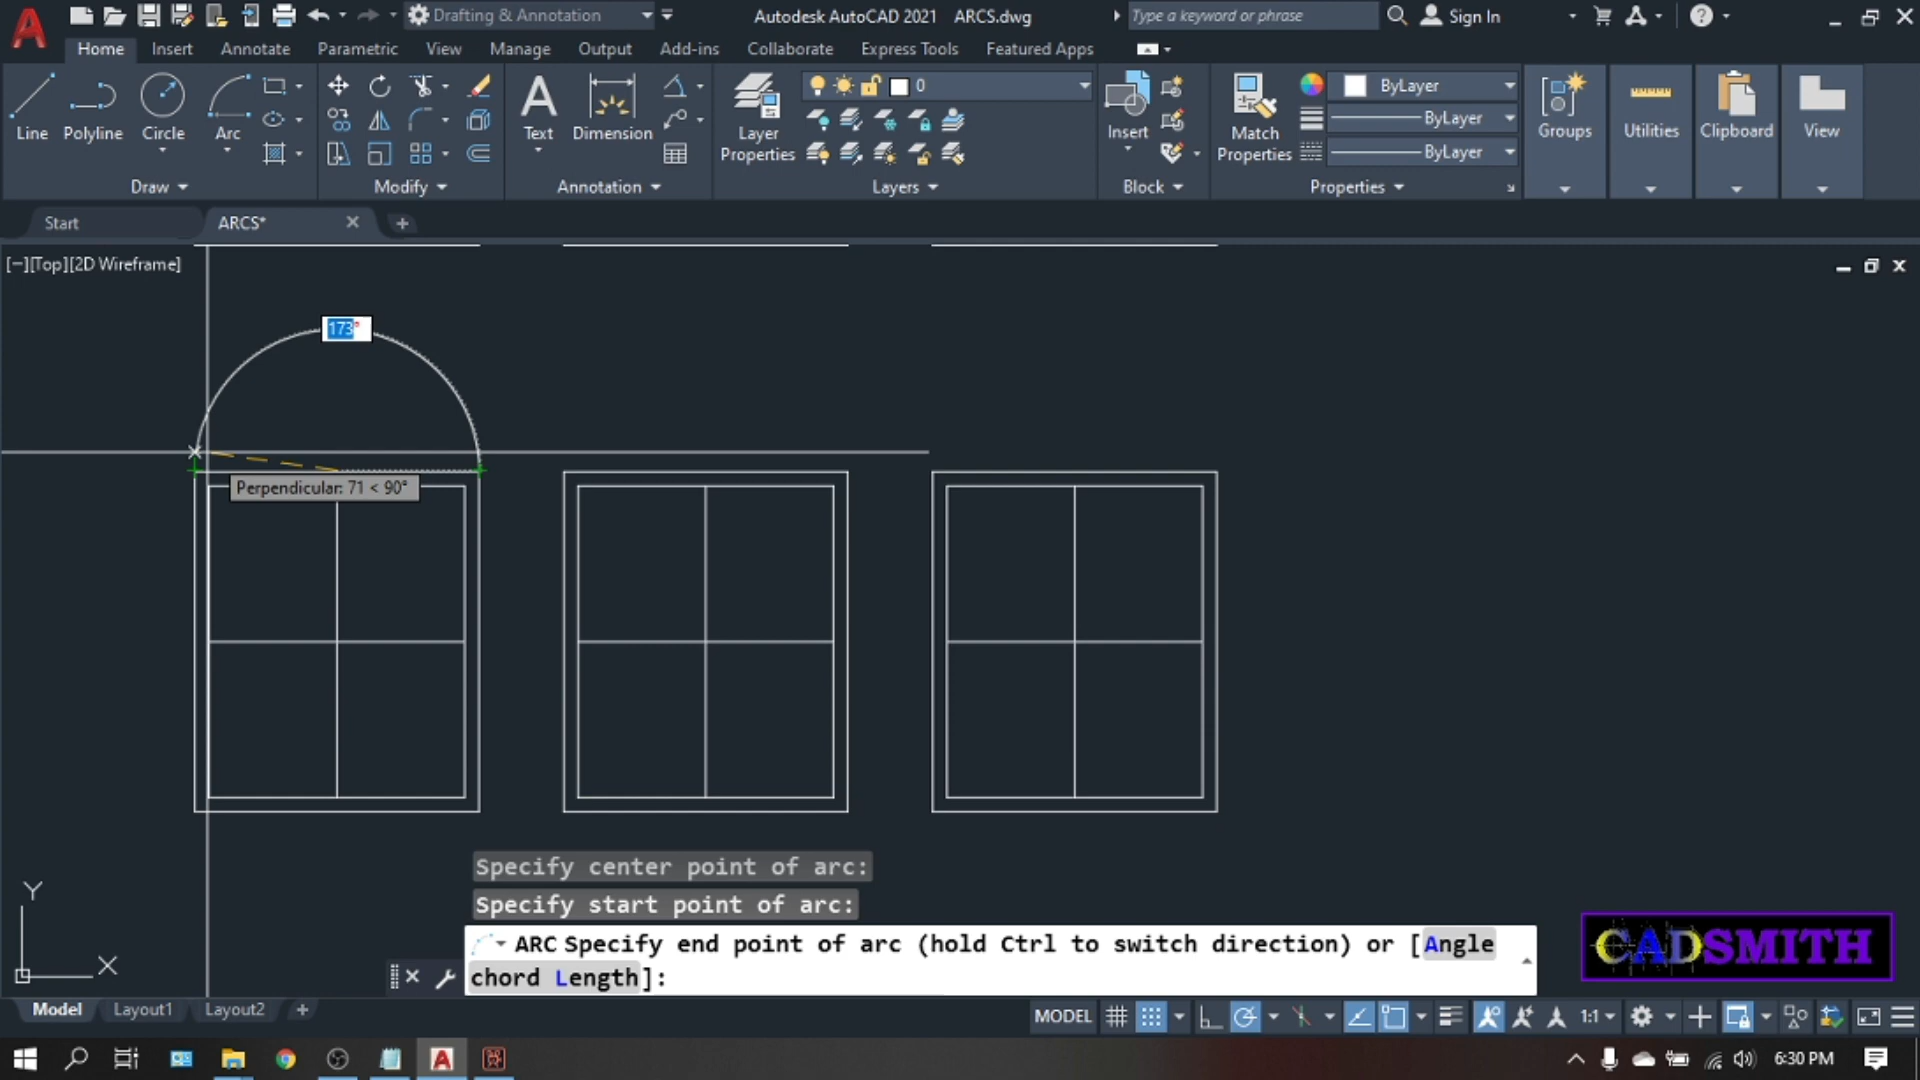 Drafting & Annotation
Autodesk AutoCAD 2021 ARCS.dwg
Type a keyword or phrase
Sign In
Home Insert Annotate Parametric View Manage Output Add-ins Collaborate Express Tools Featured Apps
Line Polyline Circle Arc
Draw
Modify
Text Dimension
Annotation
Layer Properties
0
Layers
Insert
Block
Match Properties
ByLayer
ByLayer
ByLayer
Properties
Groups Utilities Clipboard View
Start ARCS*
[−][Top][2D Wireframe]
173°
Perpendicular: 71 < 90°
Specify center point of arc:
Specify start point of arc:
ARC Specify end point of arc (hold Ctrl to switch direction) or [Angle
chord Length]:
Y
X
CADSMITH
Model Layout1 Layout2
MODEL
1:1
6:30 PM